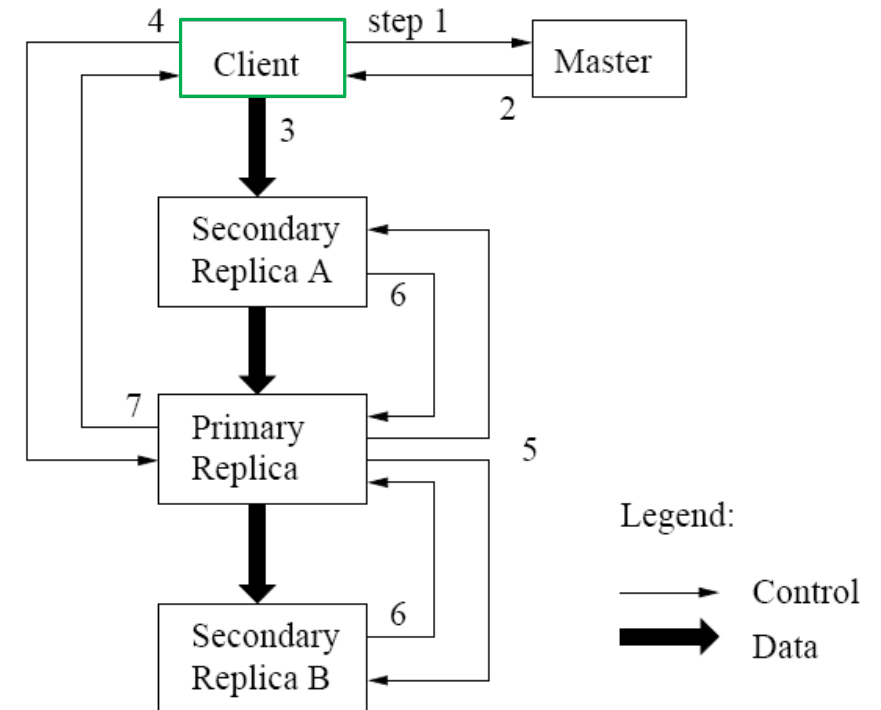 4
step 1
Client
Master
2
3
Secondary
Replica A
6
7
Primary
Replica
5
Legend:
Control
6
Secondary
Replica B
Data